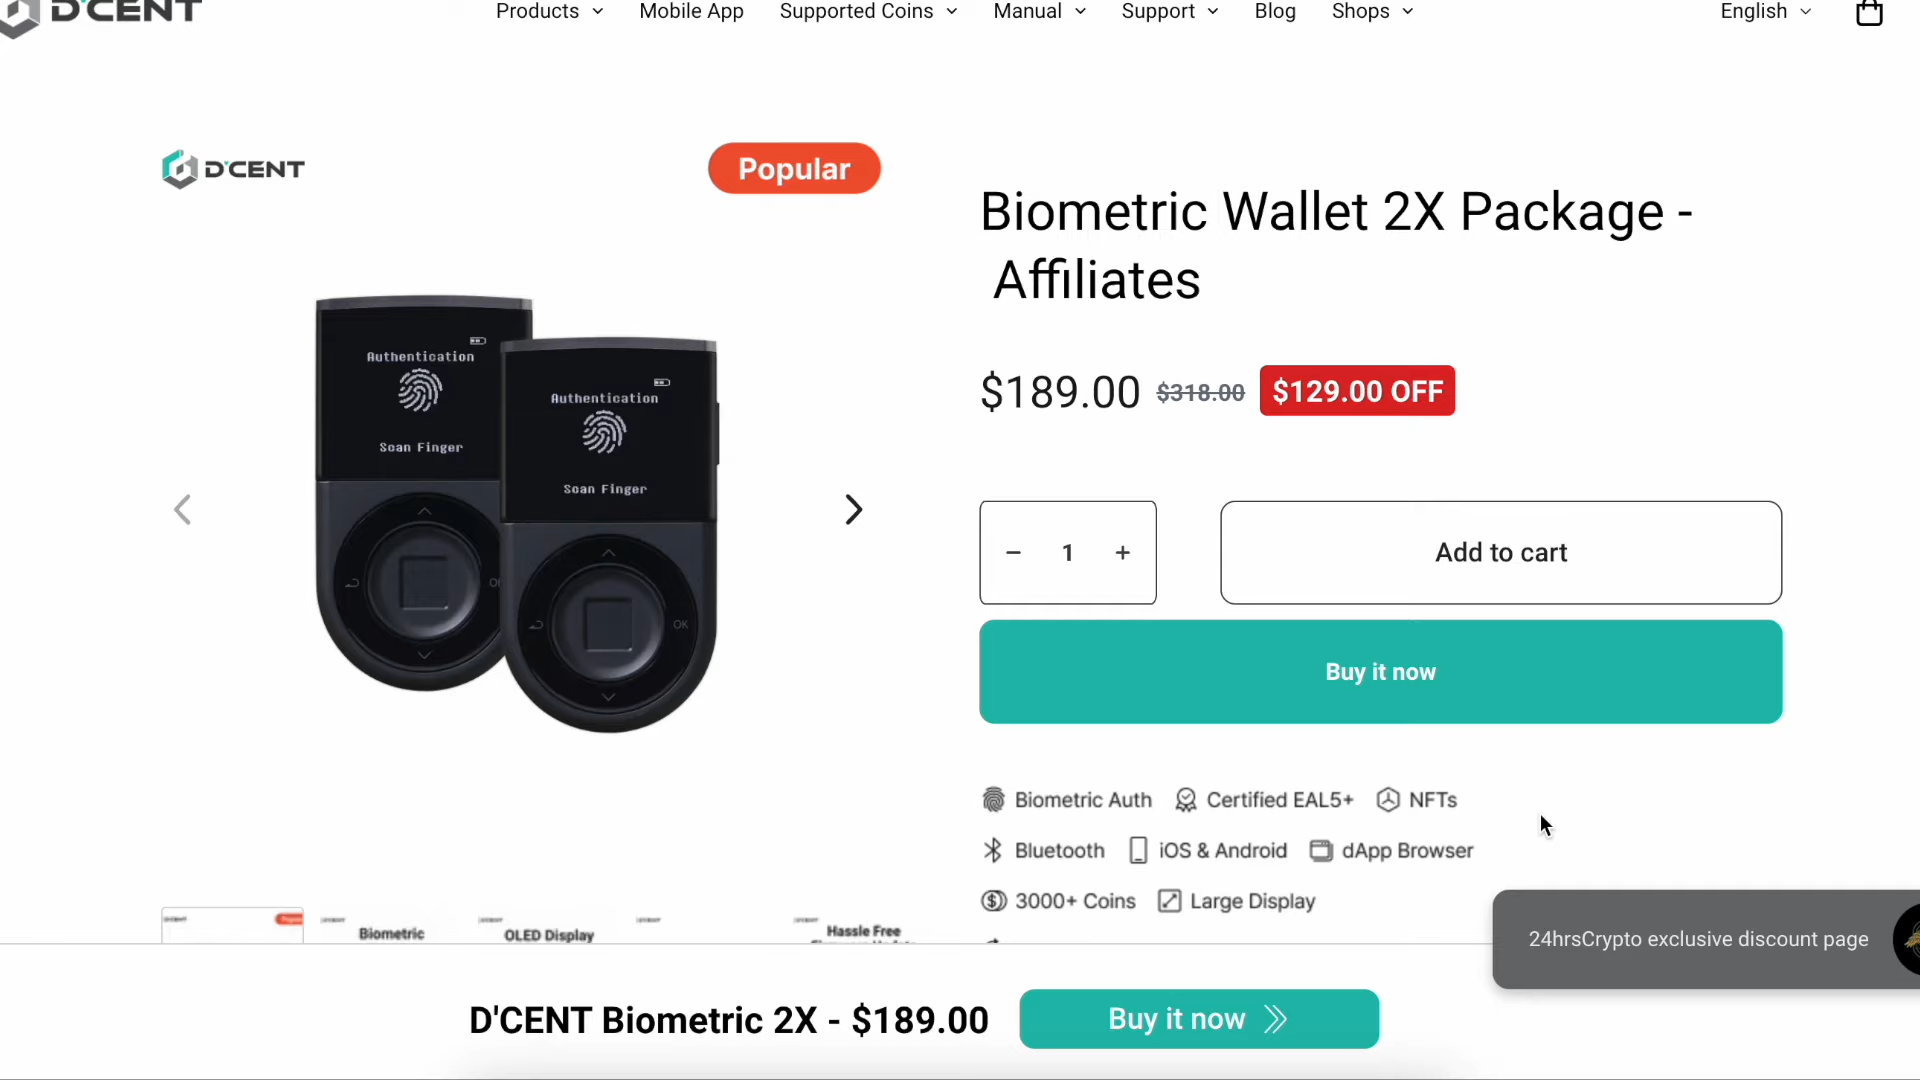 D'CENT
Products
Mobile App
Supported Coins
Manual
Support
Blog
Shops
English
D'CENT
Popular
Authentication
Scan Finger
Authentication
Scan Finger
OK
Biometric Wallet 2X Package -
Affiliates
$189.00 $318.00 $129.00 OFF
− 1 +
Add to cart
Buy it now
Biometric Auth Certified EAL5+ NFTs
Bluetooth iOS & Android dApp Browser
3000+ Coins Large Display
Biometric
OLED Display
Hassle Free
24hrsCrypto exclusive discount page
D'CENT Biometric 2X - $189.00
Buy it now